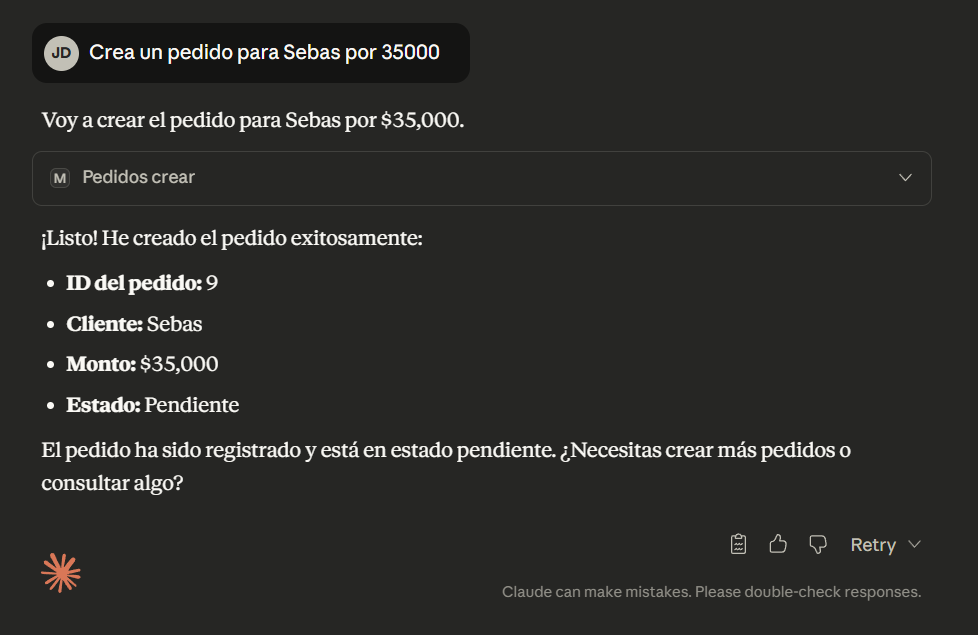 JD Crea un pedido para Sebas por 35000
Voy a crear el pedido para Sebas por $35,000.
M Pedidos crear
¡Listo! He creado el pedido exitosamente:
• ID del pedido: 9
• Cliente: Sebas
• Monto: $35,000
• Estado: Pendiente
El pedido ha sido registrado y está en estado pendiente. ¿Necesitas crear más pedidos o
consultar algo?
Retry
Claude can make mistakes. Please double-check responses.